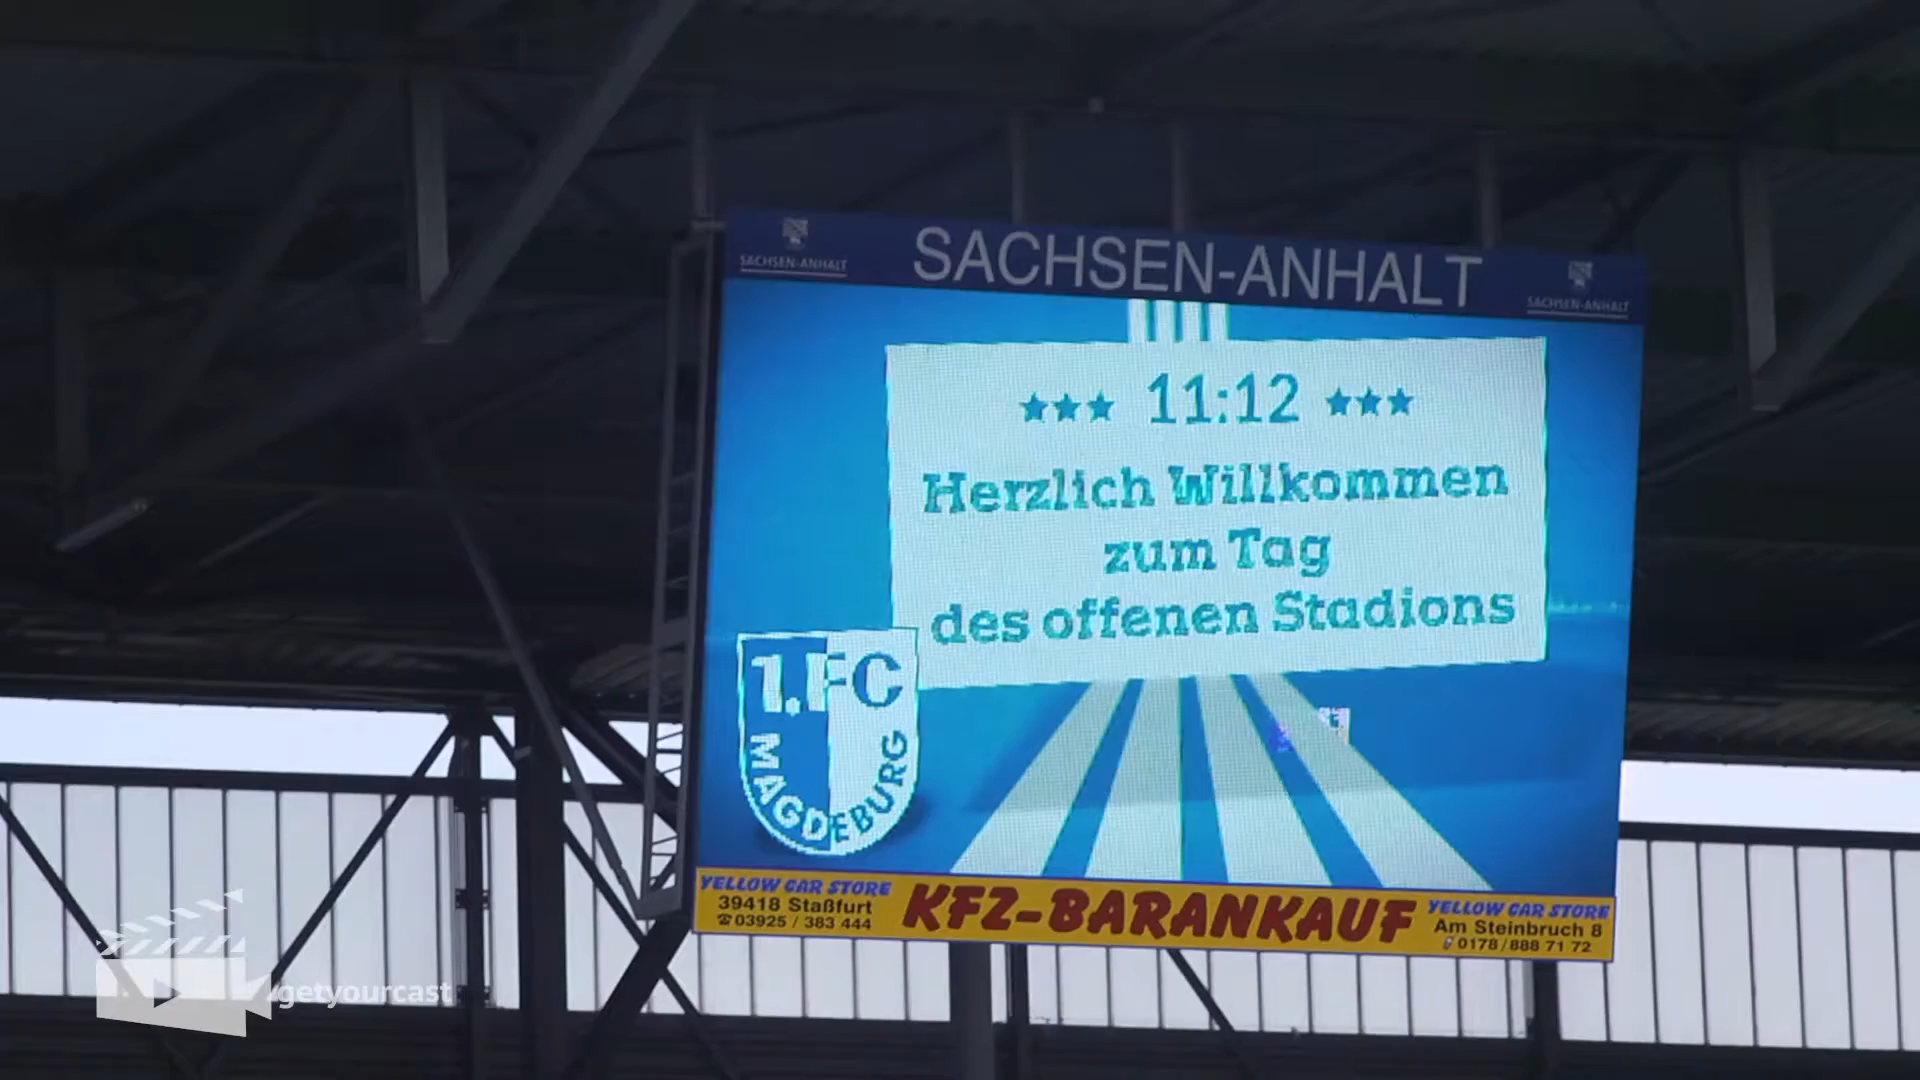 SACHSEN-ANHALT
SACHSEN-ANHALT
SACHSEN-ANHALT
*** 11:12 ***
Herzlich Willkommen
zum Tag
des offenen Stadions
1.FC
MAGDEBURG
YELLOW CAR STORE
39418 Staßfurt
☎03925 / 383 444
KFZ-BARANKAUF
YELLOW CAR STORE
Am Steinbruch 8
0178/888 71 72
getyourcast